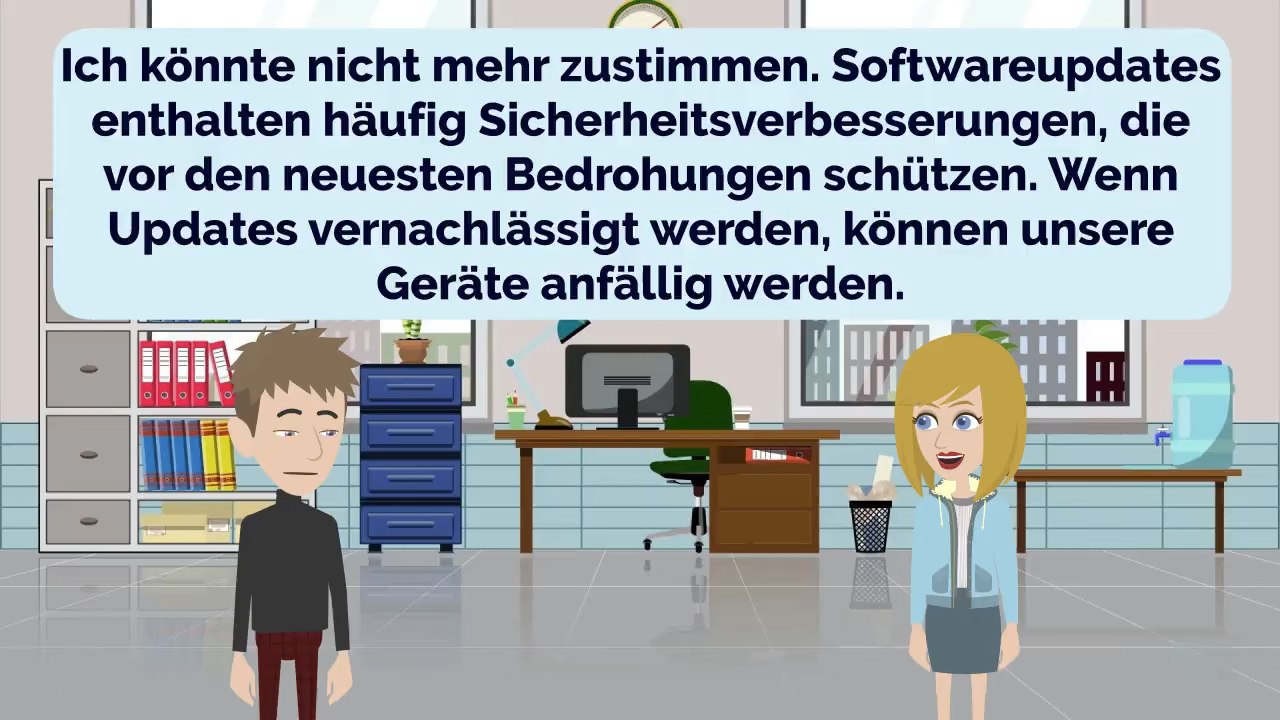 Ich könnte nicht mehr zustimmen. Softwareupdates
enthalten häufig Sicherheitsverbesserungen, die
vor den neuesten Bedrohungen schützen. Wenn
Updates vernachlässigt werden, können unsere
Geräte anfällig werden.